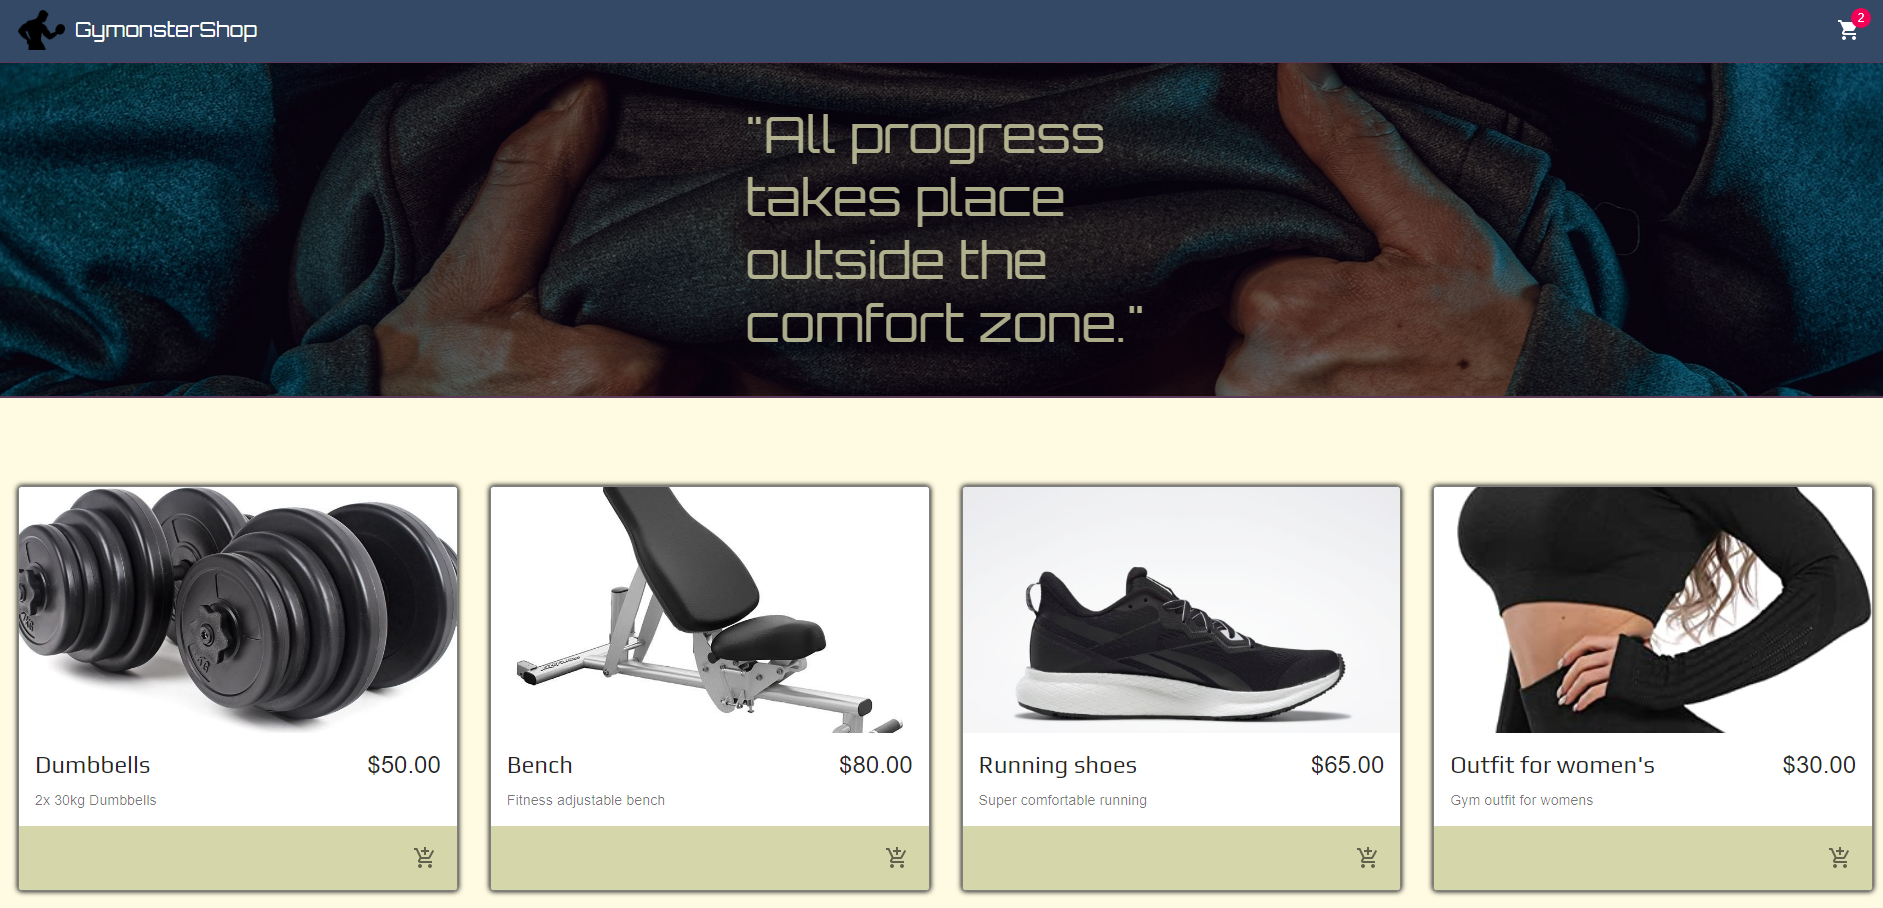 GymonsterShop
2
"All progress
takes place
outside the
comfort zone."
Dumbbells
$50.00
2x 30kg Dumbbells
Bench
$80.00
Fitness adjustable bench
Running shoes
$65.00
Super comfortable running
Outfit for women's
$30.00
Gym outfit for womens